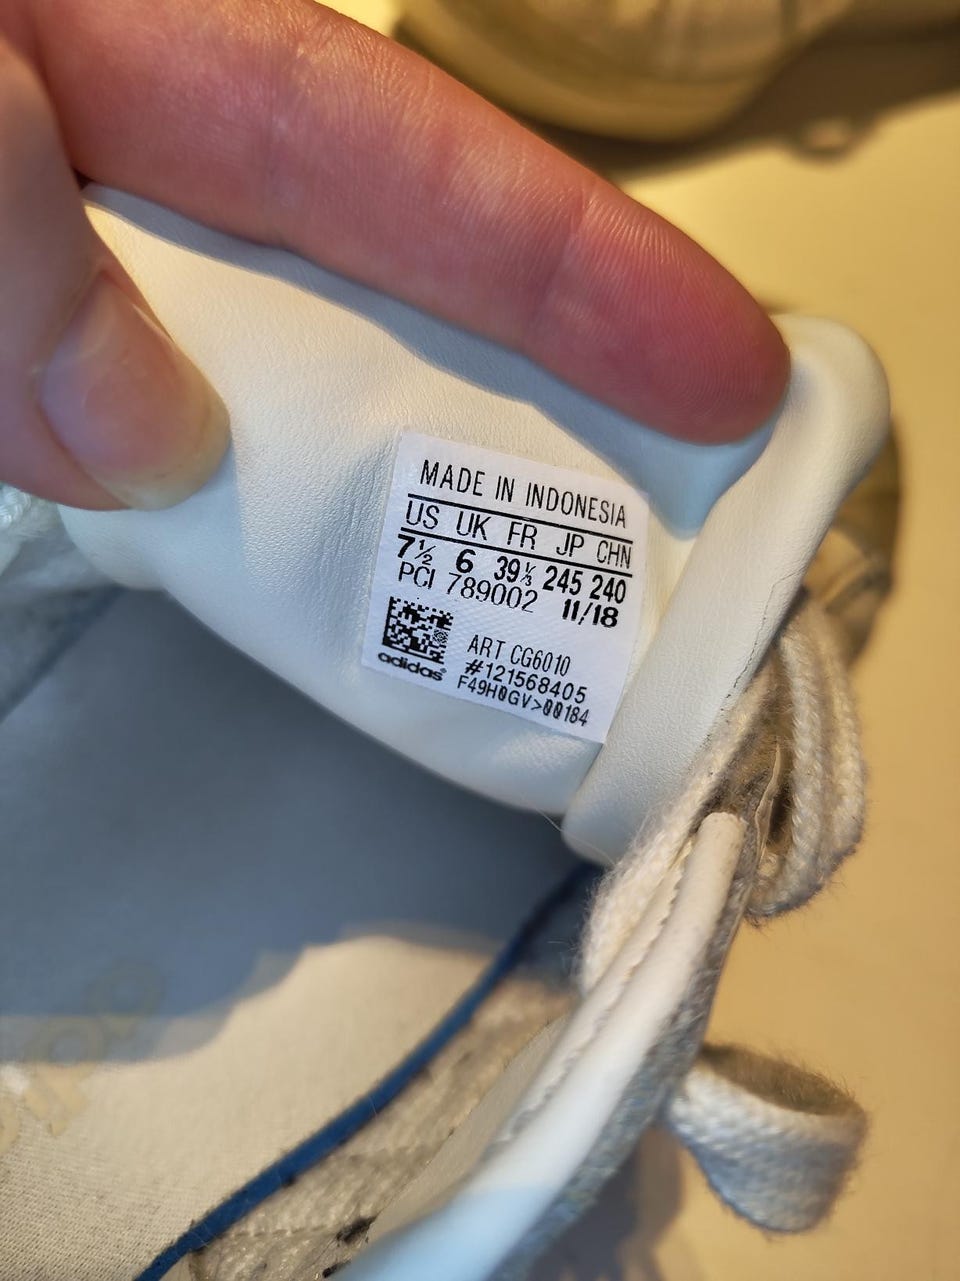 MADE IN INDONESIA
US UK FR JP CHN
7½ 6 39⅓ 245 240
PCI 789002 11/18
ART CG6010
#121568405
F49H0GV>00184
adidas